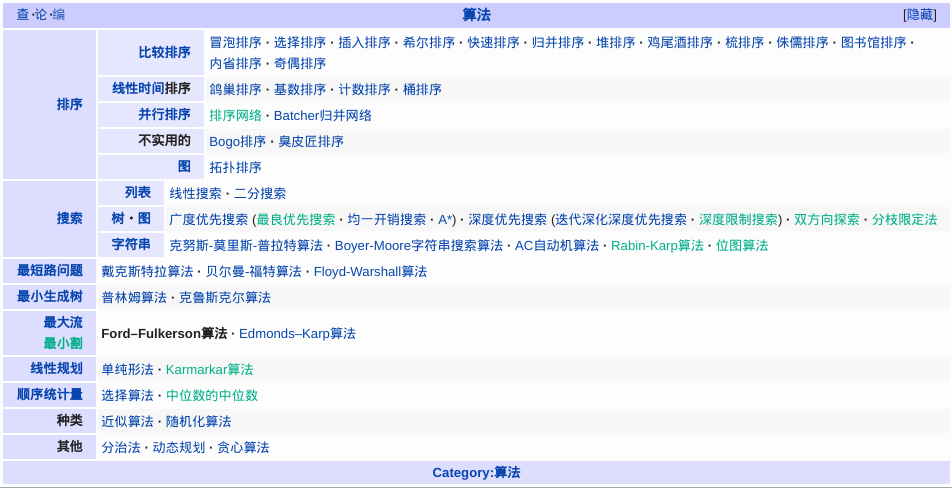 查·论·编 算法 [隐藏]
排序 比较排序 冒泡排序 · 选择排序 · 插入排序 · 希尔排序 · 快速排序 · 归并排序 · 堆排序 · 鸡尾酒排序 · 梳排序 · 侏儒排序 · 图书馆排序 ·
内省排序 · 奇偶排序
线性时间排序 鸽巢排序 · 基数排序 · 计数排序 · 桶排序
并行排序 排序网络 · Batcher归并网络
不实用的 Bogo排序 · 臭皮匠排序
图 拓扑排序
搜索 列表 线性搜索 · 二分搜索
树 · 图 广度优先搜索 (最良优先搜索 · 均一开销搜索 · A*) · 深度优先搜索 (迭代深化深度优先搜索 · 深度限制搜索) · 双方向探索 · 分枝限定法
字符串 克努斯-莫里斯-普拉特算法 · Boyer-Moore字符串搜索算法 · AC自动机算法 · Rabin-Karp算法 · 位图算法
最短路问题 戴克斯特拉算法 · 贝尔曼-福特算法 · Floyd-Warshall算法
最小生成树 普林姆算法 · 克鲁斯克尔算法
最大流
最小割 Ford–Fulkerson算法 · Edmonds–Karp算法
线性规划 单纯形法 · Karmarkar算法
顺序统计量 选择算法 · 中位数的中位数
种类 近似算法 · 随机化算法
其他 分治法 · 动态规划 · 贪心算法
Category:算法